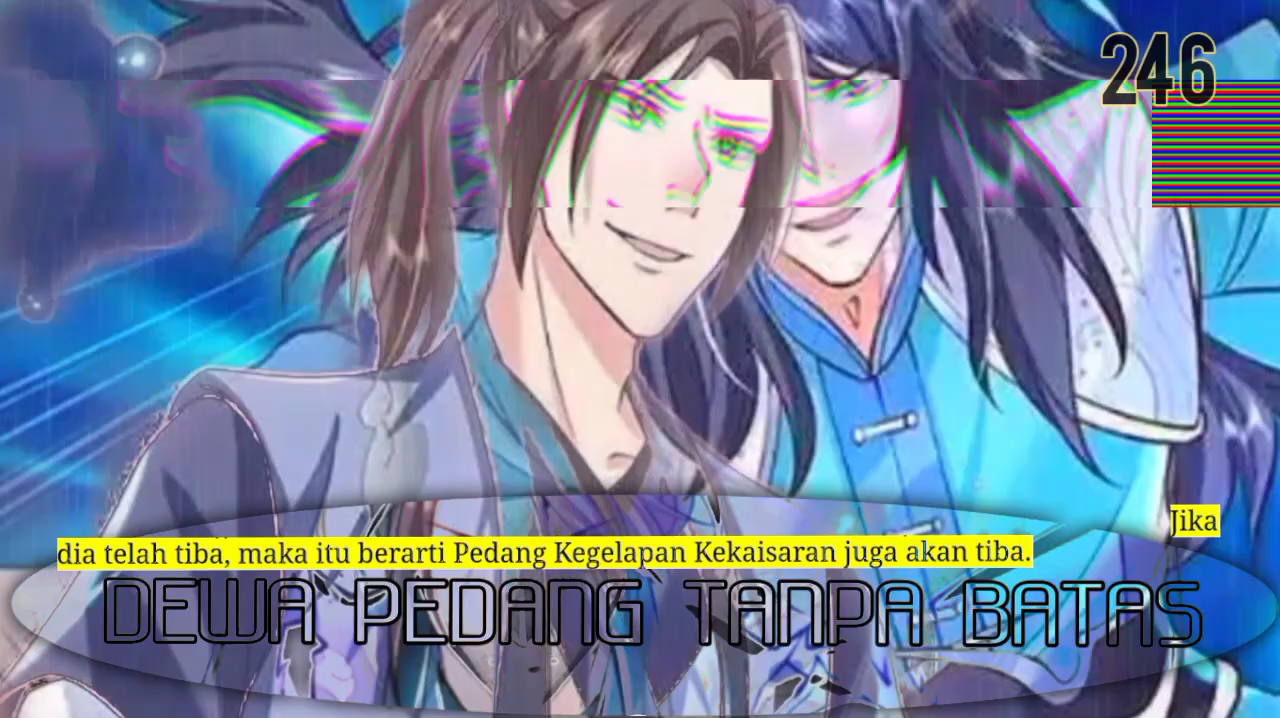 246
Jika
dia telah tiba, maka itu berarti Pedang Kegelapan Kekaisaran juga akan tiba.
DEWA PEDANG TANPA BATAS